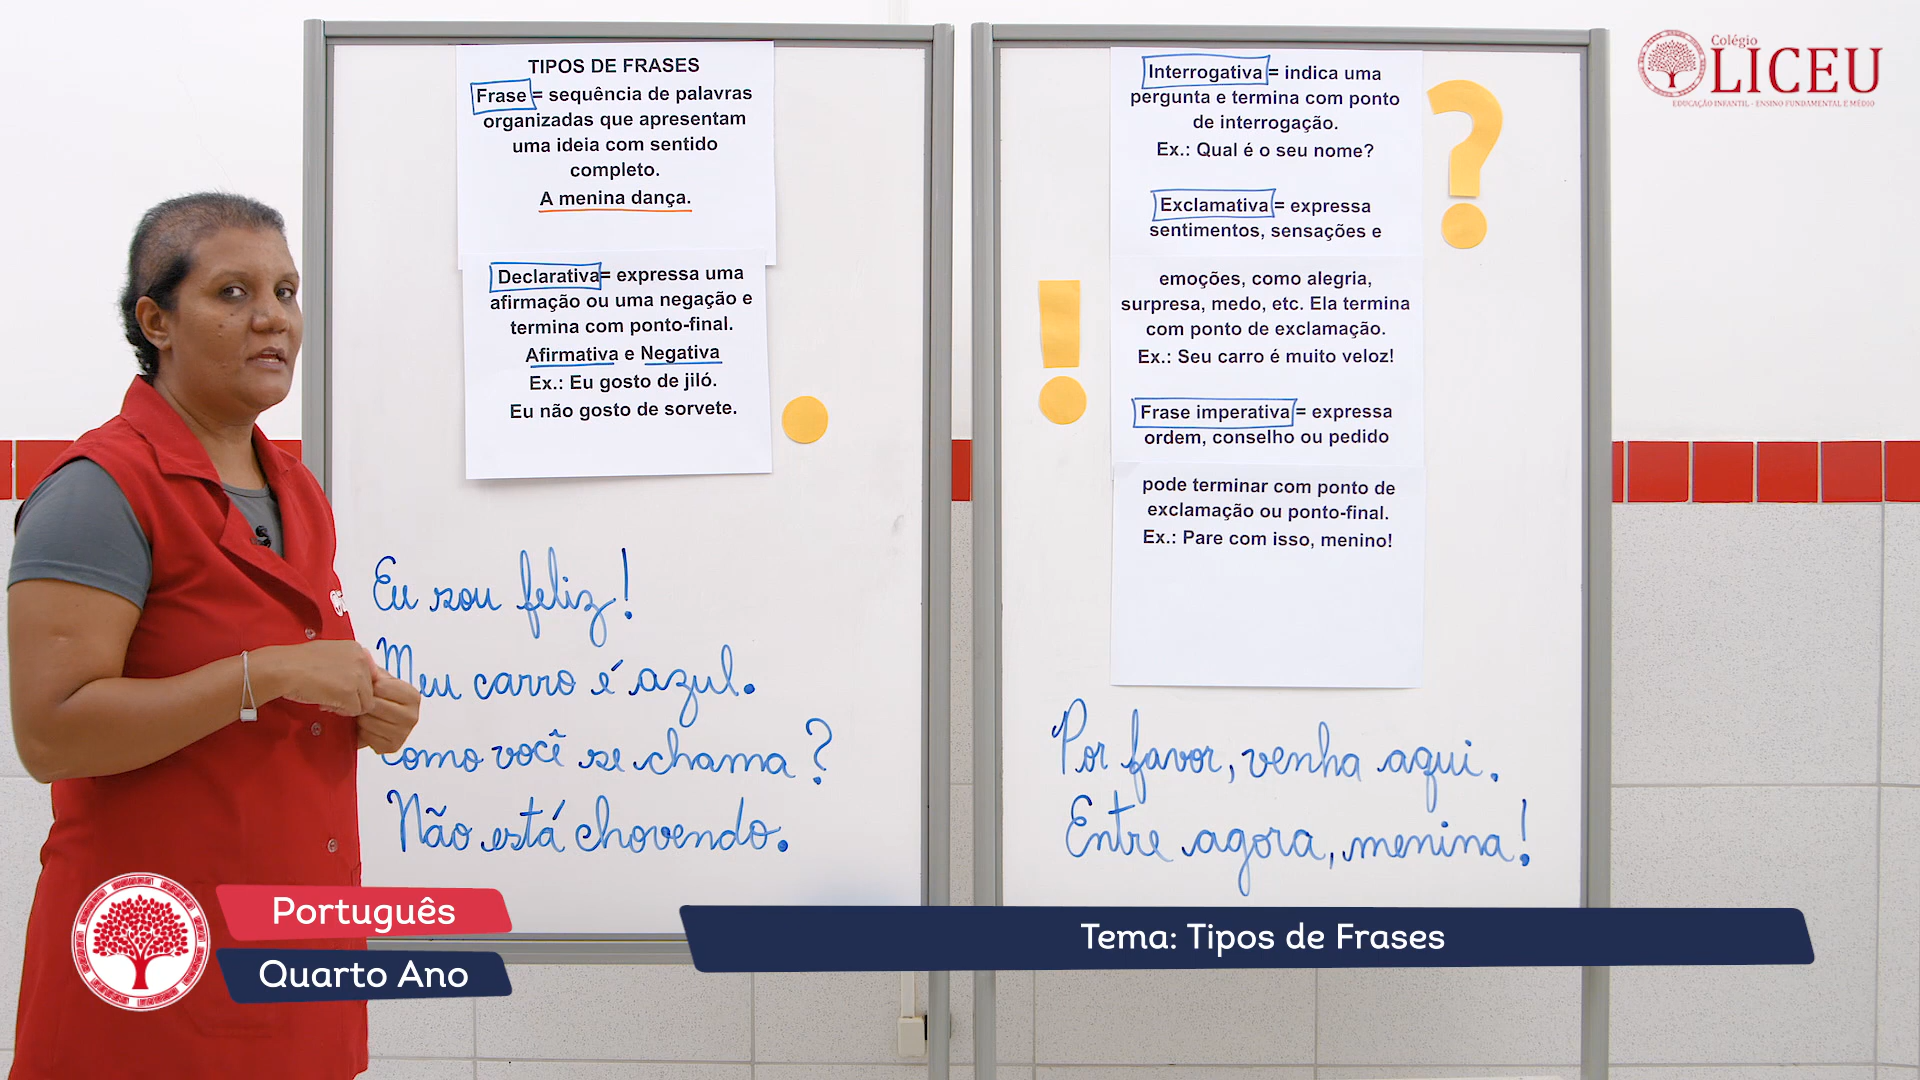 TIPOS DE FRASES
Frase = sequência de palavras
organizadas que apresentam
uma ideia com sentido
completo.
A menina dança.
Declarativa= expressa uma
afirmação ou uma negação e
termina com ponto-final.
Afirmativa e Negativa
Ex.: Eu gosto de jiló.
Eu não gosto de sorvete.
Eu sou feliz!
Meu carro é azul.
Como você se chama?
Não está chovendo.
Interrogativa = indica uma
pergunta e termina com ponto
de interrogação.
Ex.: Qual é o seu nome?
Exclamativa = expressa
sentimentos, sensações e
emoções, como alegria,
surpresa, medo, etc. Ela termina
com ponto de exclamação.
Ex.: Seu carro é muito veloz!
Frase imperativa = expressa
ordem, conselho ou pedido
pode terminar com ponto de
exclamação ou ponto-final.
Ex.: Pare com isso, menino!
?
!
.
Por favor, venha aqui.
Entre agora, menina!
Colégio
LICEU
EDUCAÇÃO INFANTIL - ENSINO FUNDAMENTAL E MÉDIO
Português
Quarto Ano
Tema: Tipos de Frases